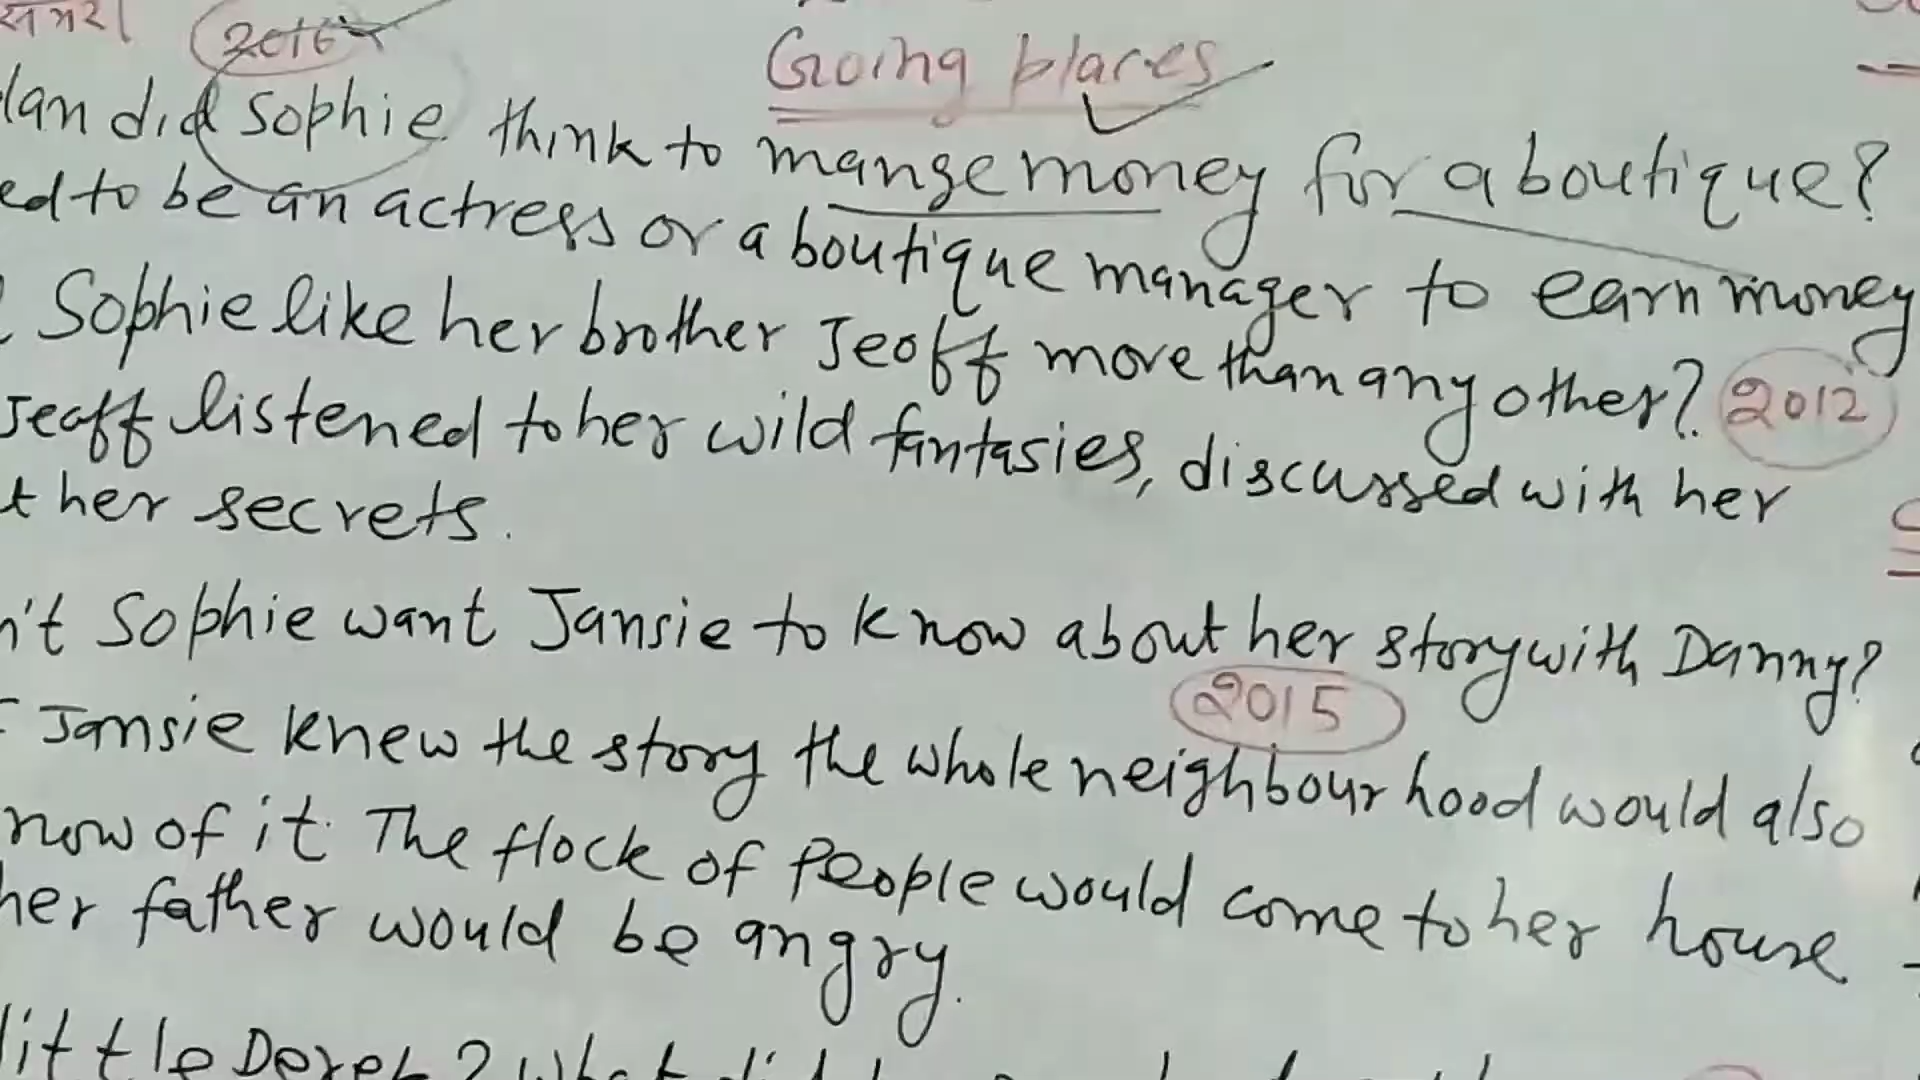 2016
Going places
lan did Sophie think to mange money for a boutique?
ed to be an actress or a boutique manager to earn money
Sophie like her brother Jeoff more than any other? 2012
Jeoff listened to her wild fantasies, discussed with her
t her secrets.
n't Sophie want Jansie to know about her story with Danny?
2015
Jansie knew the story the whole neighbourhood would also
now of it. The flock of People would come to her house
her father would be angry.
little Derek? What did